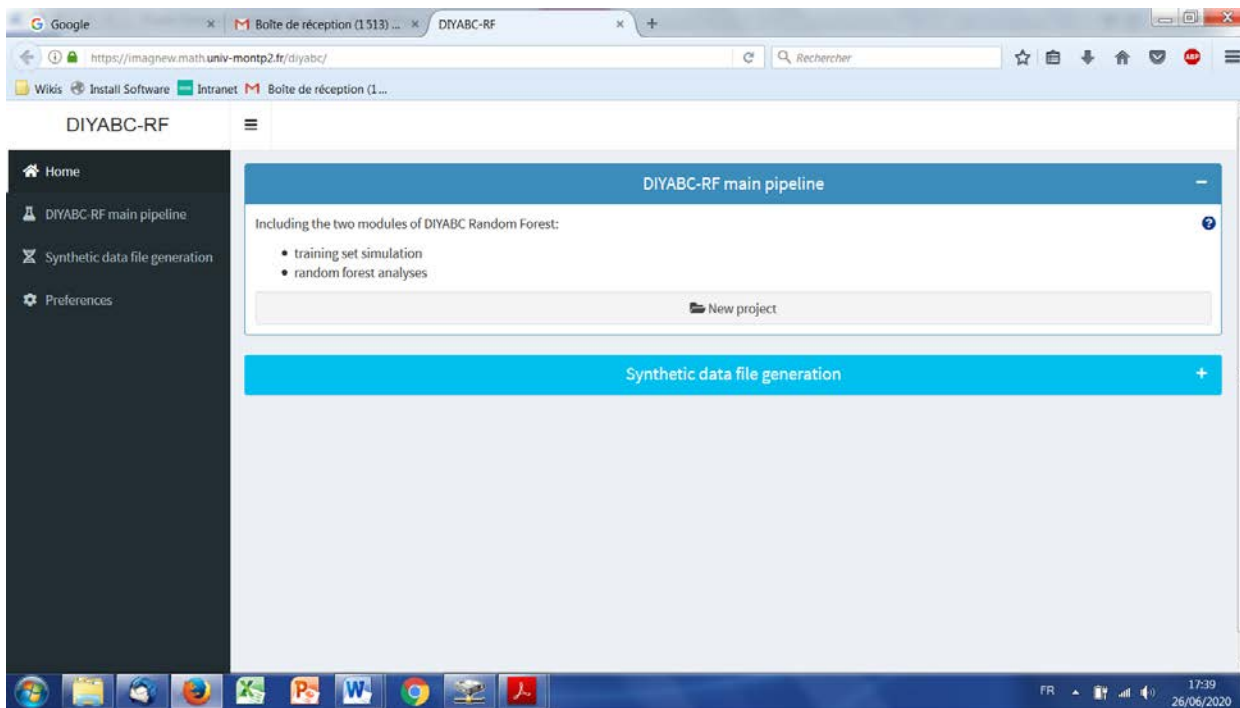 Google
Boîte de réception (1 513) ...
DIYABC-RF
https://imagnew.math.univ-montp2.fr/diyabc/
Rechercher
ABP
Wikis
Install Software
Intranet
Boîte de réception (1...
DIYABC-RF
Home
DIYABC-RF main pipeline
Synthetic data file generation
Preferences
DIYABC-RF main pipeline
Including the two modules of DIYABC Random Forest:
• training set simulation
• random forest analyses
New project
Synthetic data file generation
FR
17:39
26/06/2020